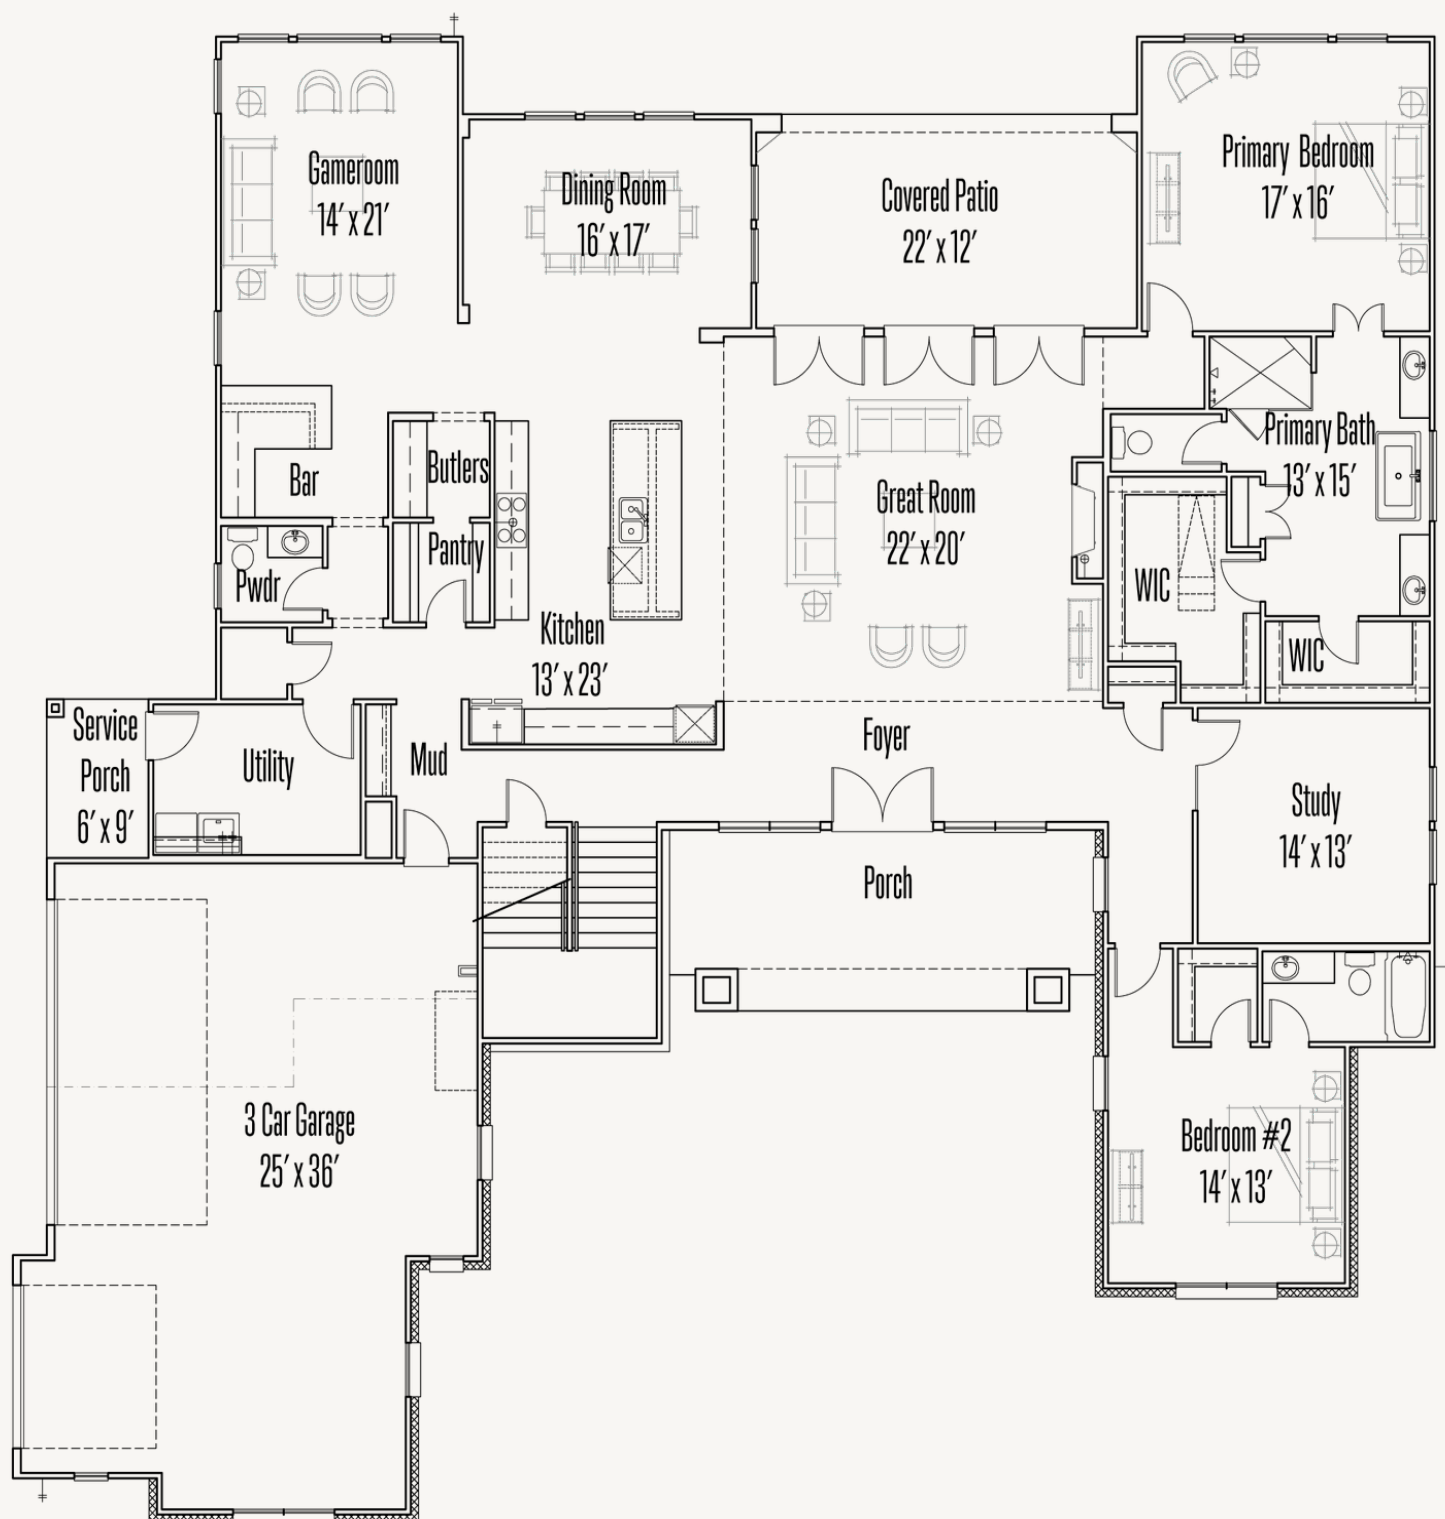 Gameroom
14' x 21'
Dining Room
16' x 17'
Covered Patio
22' x 12'
Primary Bedroom
17' x 16'
Bar
Butlers
Pantry
Pwdr
Kitchen
13' x 23'
Great Room
22' x 20'
Primary Bath
13' x 15'
WIC
WIC
Service
Porch
6' x 9'
Utility
Mud
Foyer
Study
14' x 13'
Porch
3 Car Garage
25' x 36'
Bedroom #2
14' x 13'